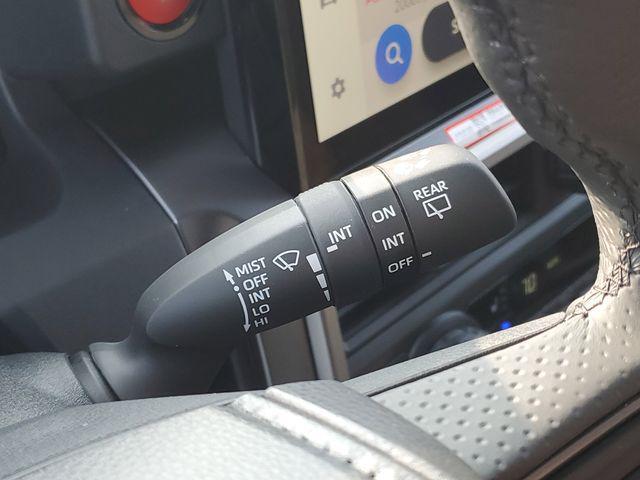 MIST
OFF
INT
LO
HI
INT
ON
INT
OFF
REAR